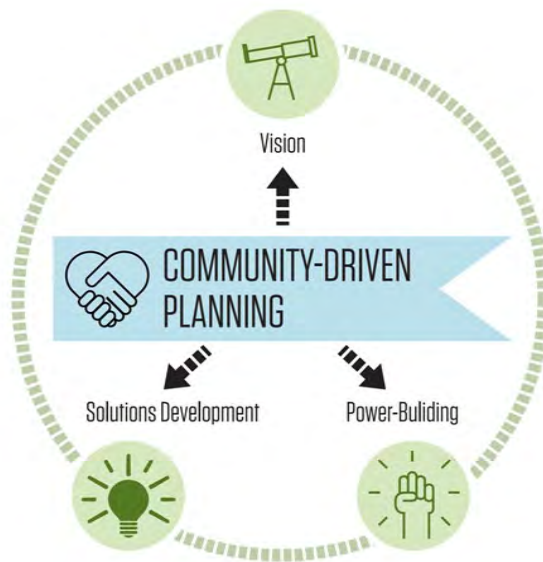 Vision
COMMUNITY-DRIVEN
PLANNING
Solutions Development
Power-Buliding